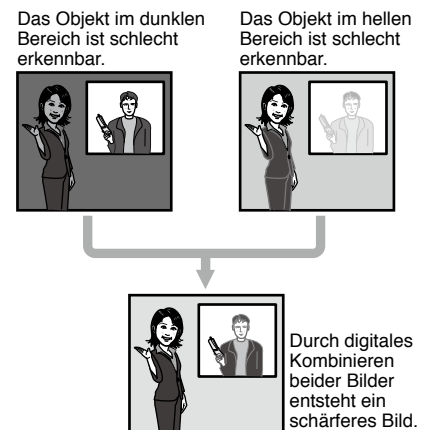 Das Objekt im dunklen
Bereich ist schlecht
erkennbar.
Das Objekt im hellen
Bereich ist schlecht
erkennbar.
Durch digitales
Kombinieren
beider Bilder
entsteht ein
schärferes Bild.